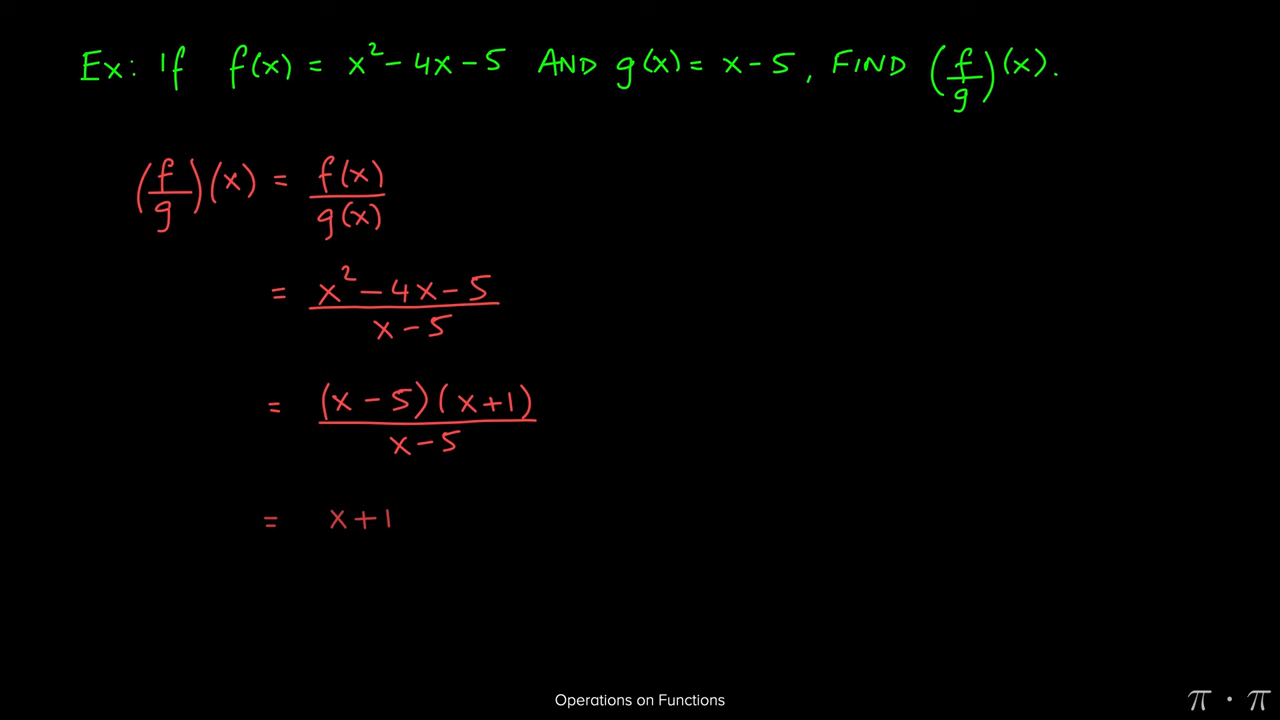 Ex: If f(x) = x² - 4x - 5 AND g(x) = x - 5, FIND (f/g)(x).
(f/g)(x) = f(x)/g(x)
= x² - 4x - 5 / x - 5
= (x - 5)(x + 1) / x - 5
= x + 1
Operations on Functions
π · π